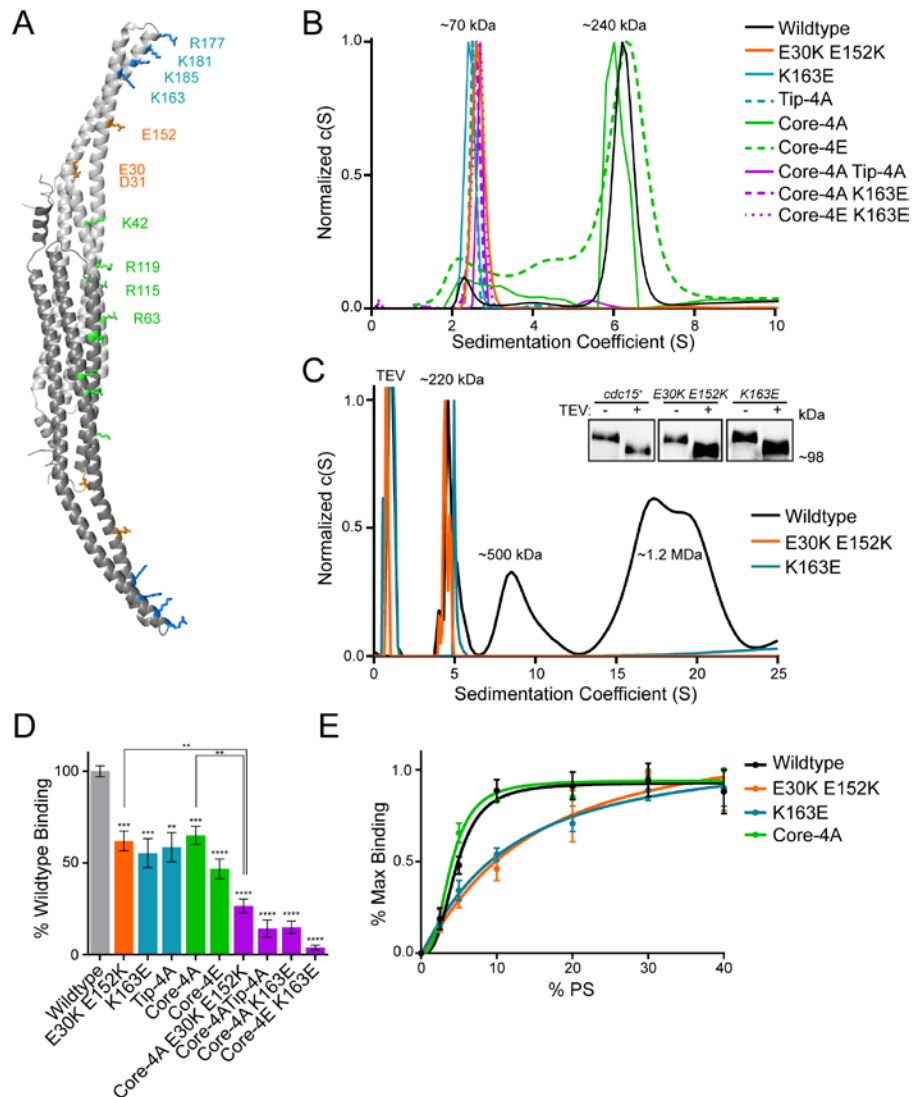 A
R177
K181
K185
K163
E152
E30
D31
K42
R119
R115
R63
B
~70 kDa
~240 kDa
1.0
0.5
0.0
Normalized c(S)
0 2 4 6 8 10
Sedimentation Coefficient (S)
Wildtype
E30K E152K
K163E
Tip-4A
Core-4A
Core-4E
Core-4A Tip-4A
Core-4A K163E
Core-4E K163E
C
TEV
~220 kDa
~500 kDa
~1.2 MDa
1.0
0.5
0.0
Normalized c(S)
0 5 10 15 20 25
Sedimentation Coefficient (S)
cdc15+ E30K E152K K163E
TEV: - + - + - + kDa
~98
Wildtype
E30K E152K
K163E
D
% Wildtype Binding
100
50
0
**
**
*** *** ** *** **** **** **** **** ****
Wildtype
E30K E152K
K163E
Tip-4A
Core-4A
Core-4E
Core-4A E30K E152K
Core-4ATip-4A
Core-4A K163E
Core-4E K163E
E
% Max Binding
1.0
0.5
0.0
0 10 20 30 40
% PS
Wildtype
E30K E152K
K163E
Core-4A